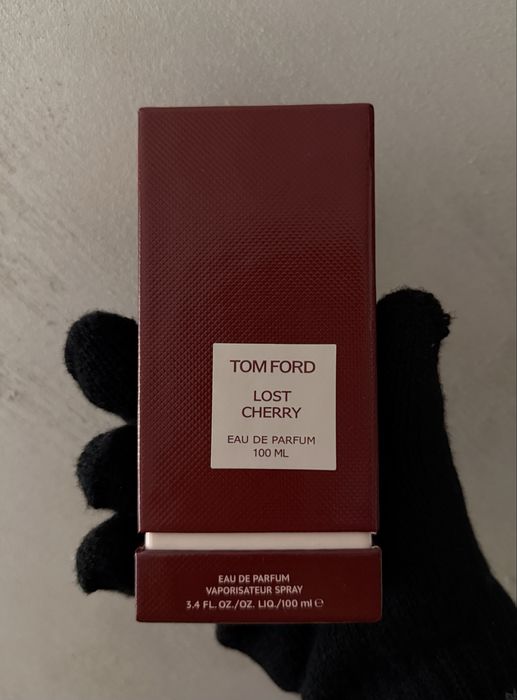 TOM FORD
LOST
CHERRY
EAU DE PARFUM
100 ML
EAU DE PARFUM
VAPORISATEUR SPRAY
3.4 FL. OZ./OZ. LIQ./100 ml ℮